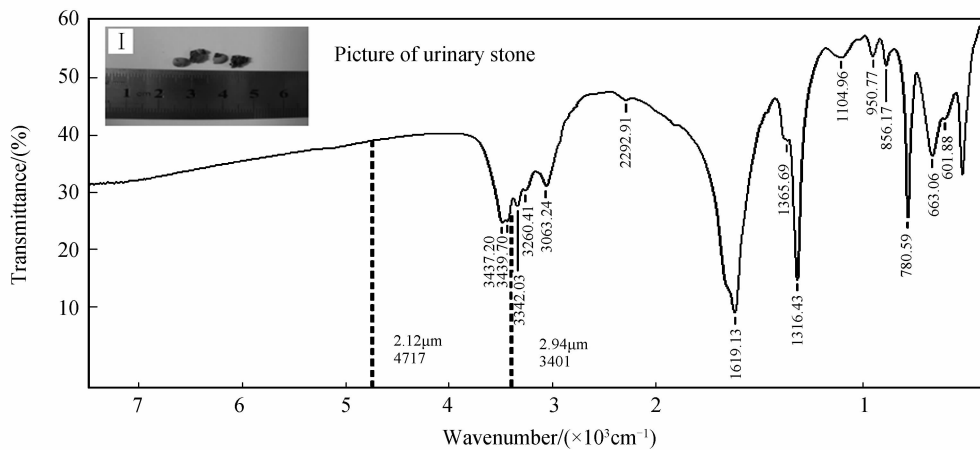 60
50
40
30
20
10
Transmittance/(%)
I
1 2 3 4 5 6
Picture of urinary stone
3437.20
3439.70
3342.03
3260.41
3063.24
2292.91
1619.13
1365.69
1316.43
1104.96
950.77
856.17
780.59
663.06
601.88
2.12μm
4717
2.94μm
3401
7 6 5 4 3 2 1
Wavenumber/(×10³cm⁻¹)